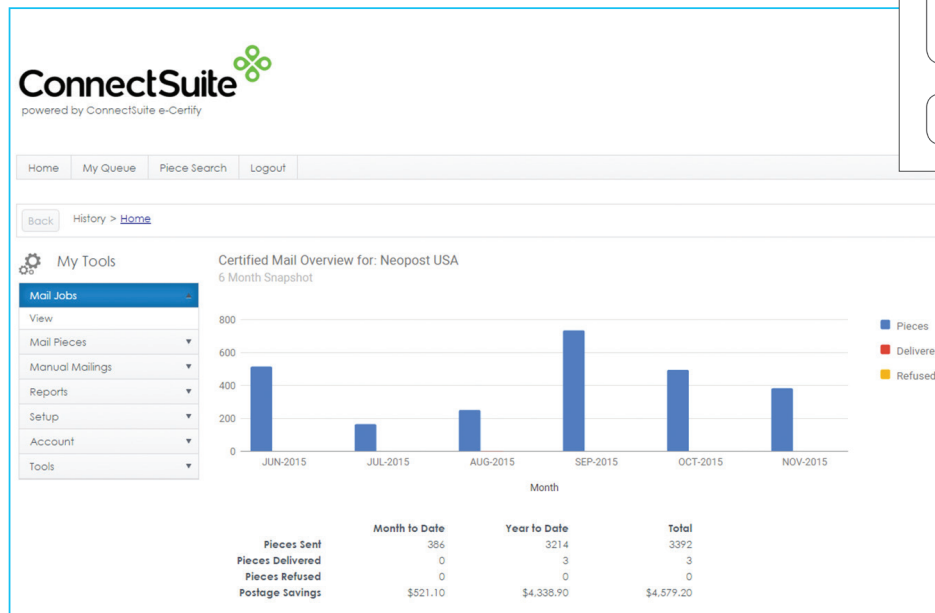 ConnectSuite
powered by ConnectSuite e-Certify
Home My Queue Piece Search Logout
Back History > Home
My Tools
Mail Jobs
View
Mail Pieces
Manual Mailings
Reports
Setup
Account
Tools
Certified Mail Overview for: Neopost USA
6 Month Snapshot
800
600
400
200
0
JUN-2015 JUL-2015 AUG-2015 SEP-2015 OCT-2015 NOV-2015
Month
Pieces
Delivere
Refused
Month to Date Year to Date Total
Pieces Sent 386 3214 3392
Pieces Delivered 0 3 3
Pieces Refused 0 0 0
Postage Savings $521.10 $4,338.90 $4,579.20